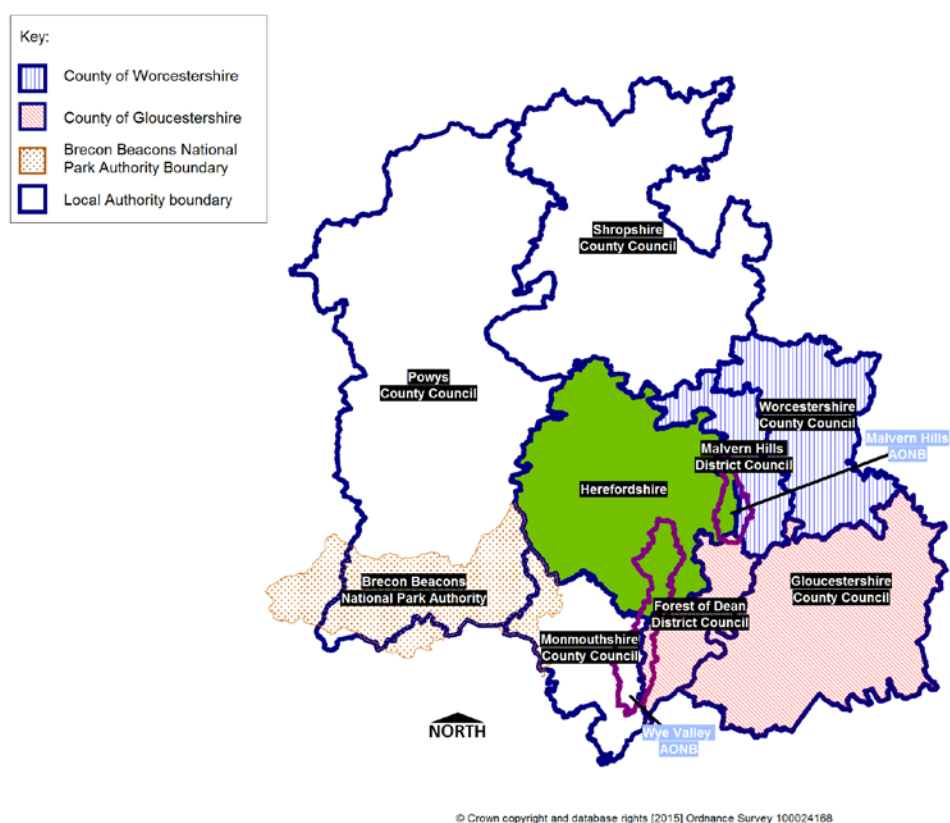 Key:
County of Worcestershire
County of Gloucestershire
Brecon Beacons National
Park Authority Boundary
Local Authority boundary
Shropshire
County Council
Powys
County Council
Worcestershire
County Council
Malvern Hills
AONB
Malvern Hills
District Council
Herefordshire
Brecon Beacons
National Park Authority
Gloucestershire
County Council
Forest of Dean
District Council
Monmouthshire
County Council
NORTH
Wye Valley
AONB
© Crown copyright and database rights [2015] Ordnance Survey 100024168